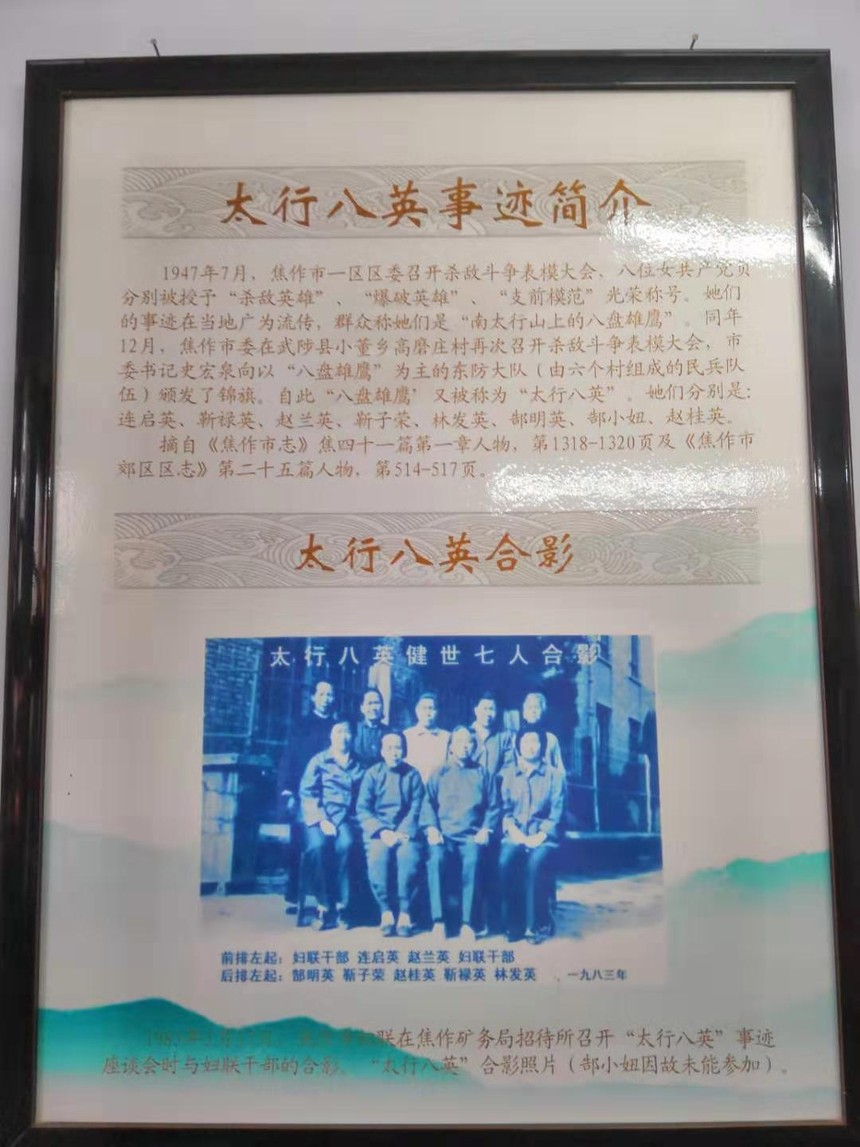 太行八英事迹简介
1947年7月，焦作市一区区委召开杀敌斗争表模大会，八位女共产党员
分别被授予“杀敌英雄”、“爆破英雄”、“支前模范”光荣称号。她们
的事迹在当地广为流传，群众称她们是“南太行山上的八盘雄鹰”。同年
12月，焦作市委在武陟县小董乡高磨庄村再次召开杀敌斗争表模大会，市
委书记史宏泉向以“八盘雄鹰”为主的东防大队（由六个村组成的民兵队
伍）颁发了锦旗。自此“八盘雄鹰”又被称为“太行八英”。她们分别是：
连启英、靳禄英、赵兰英、靳子荣、林发英、郜明英、郜小妞、赵桂英。
摘自《焦作市志》焦四十一篇第一章人物，第1318-1320页及《焦作市
郊区区志》第二十五篇人物，第514-517页。
太行八英合影
太行八英健世七人合影
前排左起：妇联干部 连启英 赵兰英 妇联干部
后排左起：郜明英 靳子荣 赵桂英 靳禄英 林发英 、一九八三年
联在焦作矿务局招待所召开“太行八英”事迹
座谈会时与妇联干部的合影、“太行八英”合影照片（郜小妞因故未能参加）。